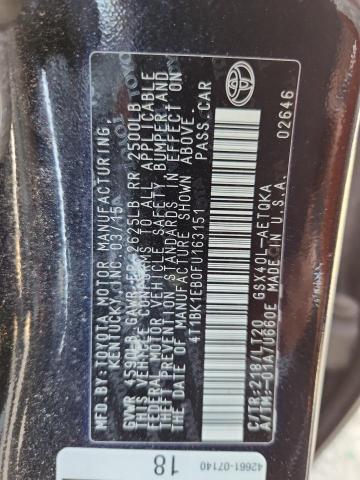 MFD.BY:TOYOTA MOTOR MANUFACTURING,
KENTUCKY,INC.03/15
GVWR 4590LB GAWR FR 2625LB RR 2500LB
THIS VEHICLE CONFORMS TO ALL APPLICABLE
FEDERAL MOTOR VEHICLE SAFETY, BUMPER,AND
THEFT PREVENTION STANDARDS IN EFFECT ON
THE DATE OF MANUFACTURE SHOWN ABOVE.
4T1BK1EB0FU163151 PASS.CAR
C/TR:218/LT20 GSX40L-AETQKA
A/TM:-01A/U660E
MADE IN U.S.A. 02646
42661-07140
18